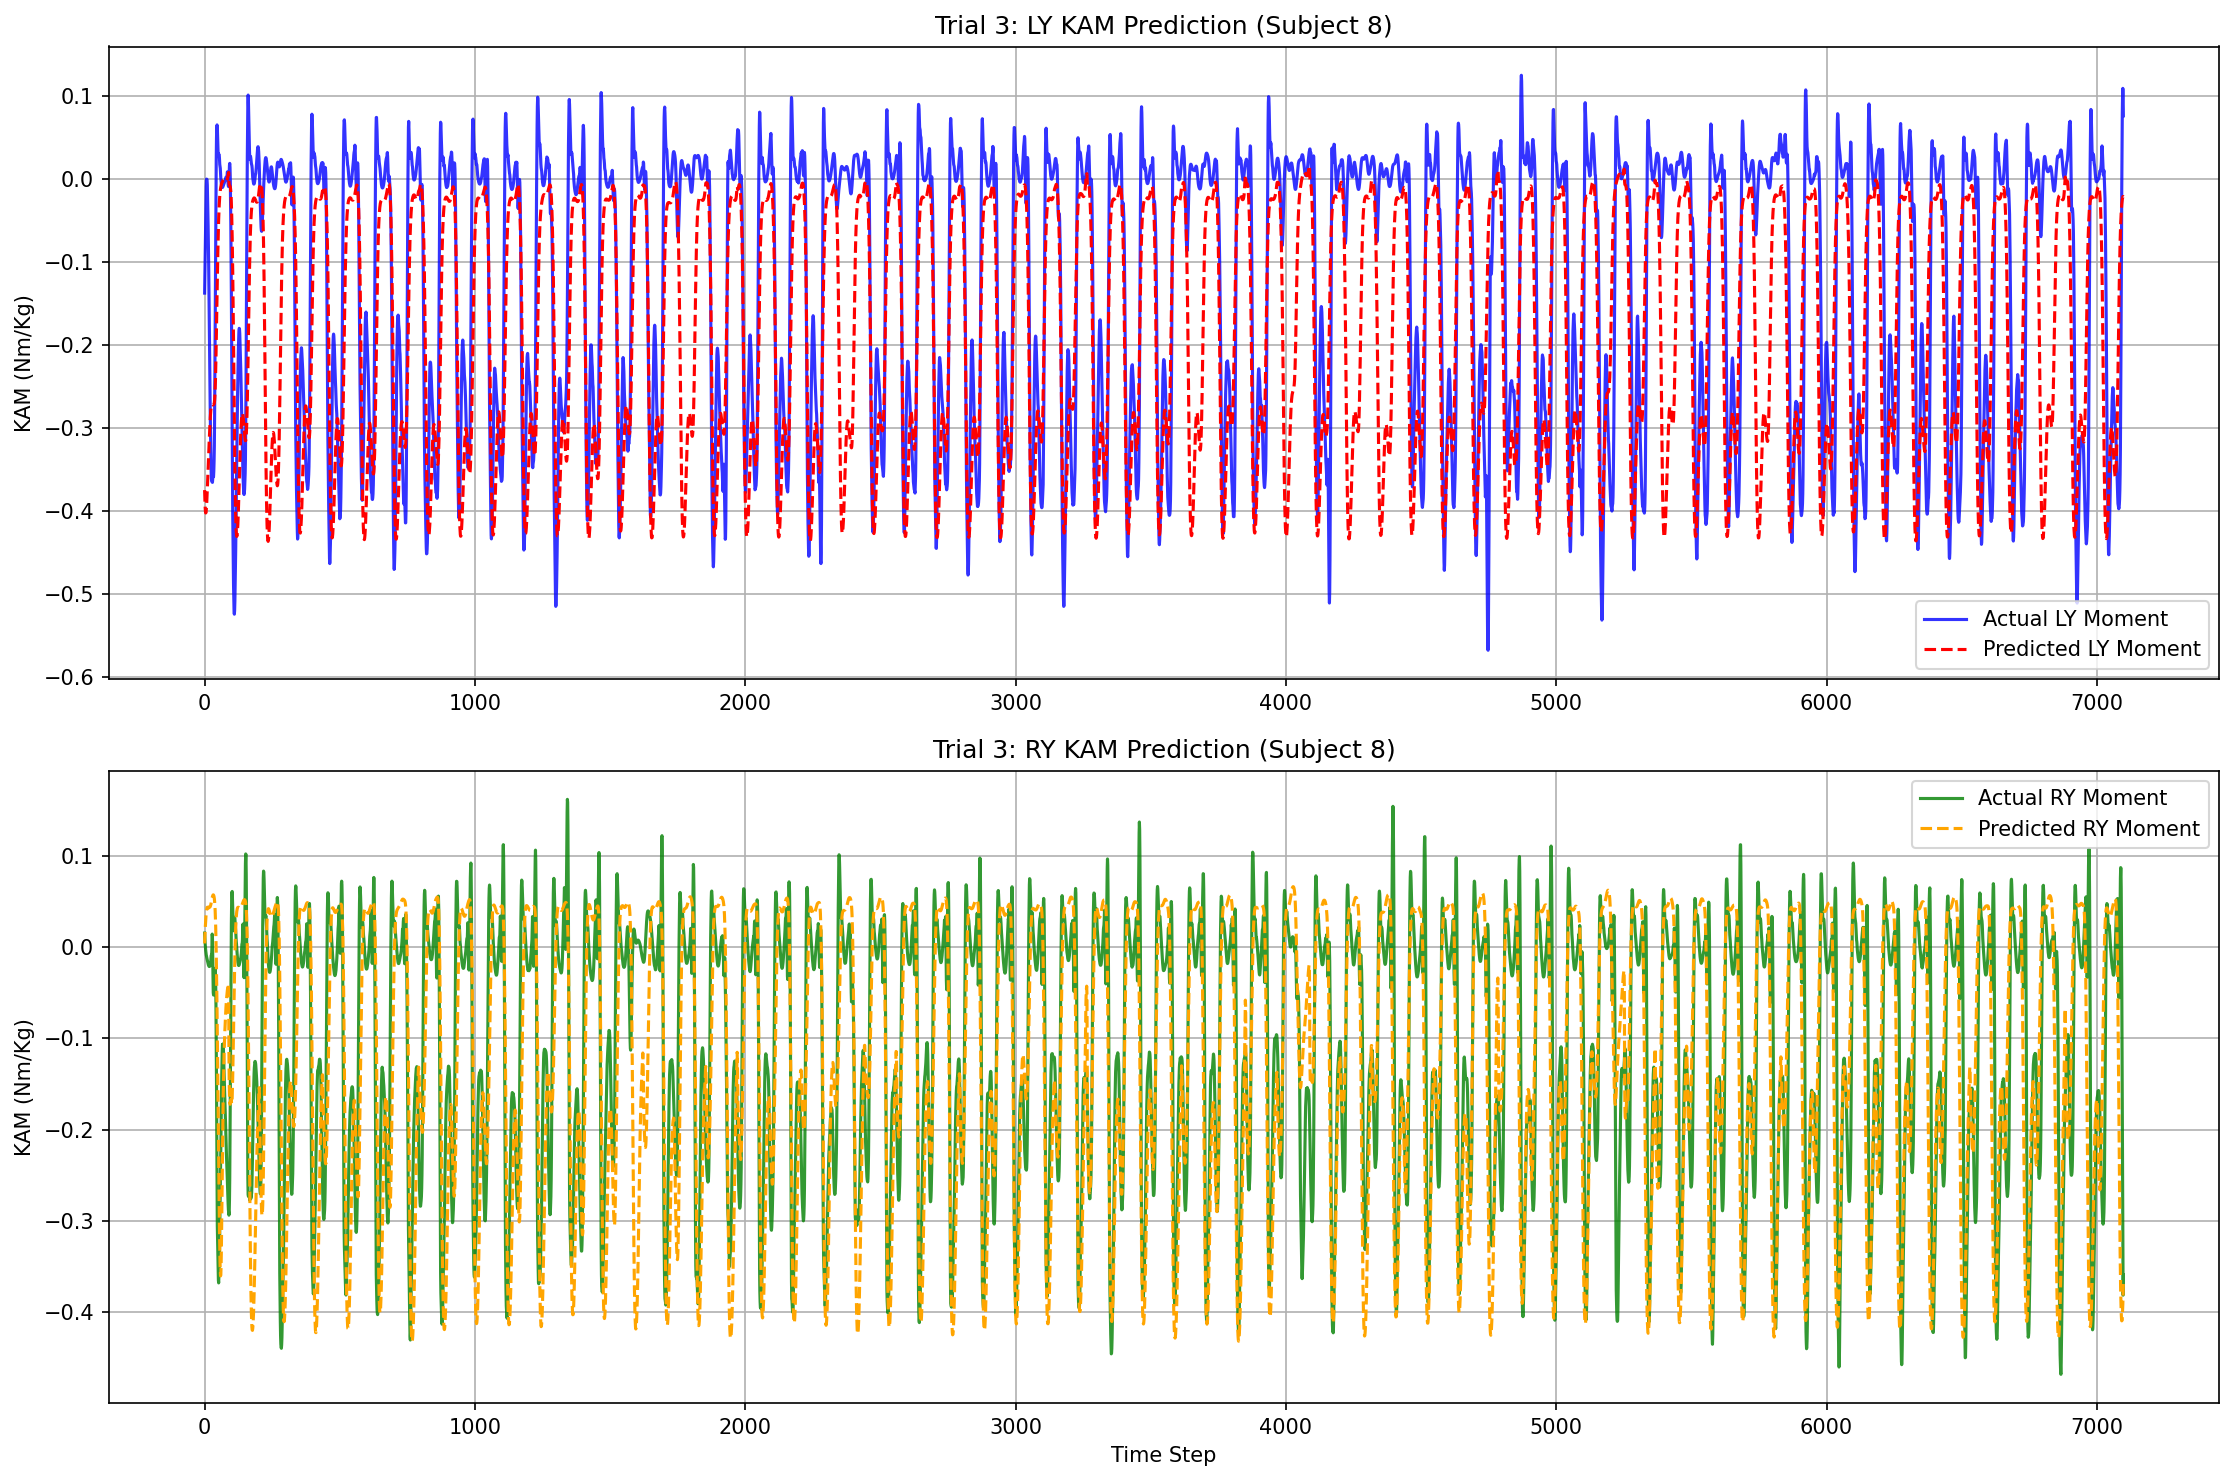 Trial 3: LY KAM Prediction (Subject 8)
KAM (Nm/Kg)
0.1
0.0
−0.1
−0.2
−0.3
−0.4
−0.5
−0.6
Actual LY Moment
Predicted LY Moment
0 1000 2000 3000 4000 5000 6000 7000
Trial 3: RY KAM Prediction (Subject 8)
Actual RY Moment
Predicted RY Moment
KAM (Nm/Kg)
0.1
0.0
−0.1
−0.2
−0.3
−0.4
0 1000 2000 3000 4000 5000 6000 7000
Time Step